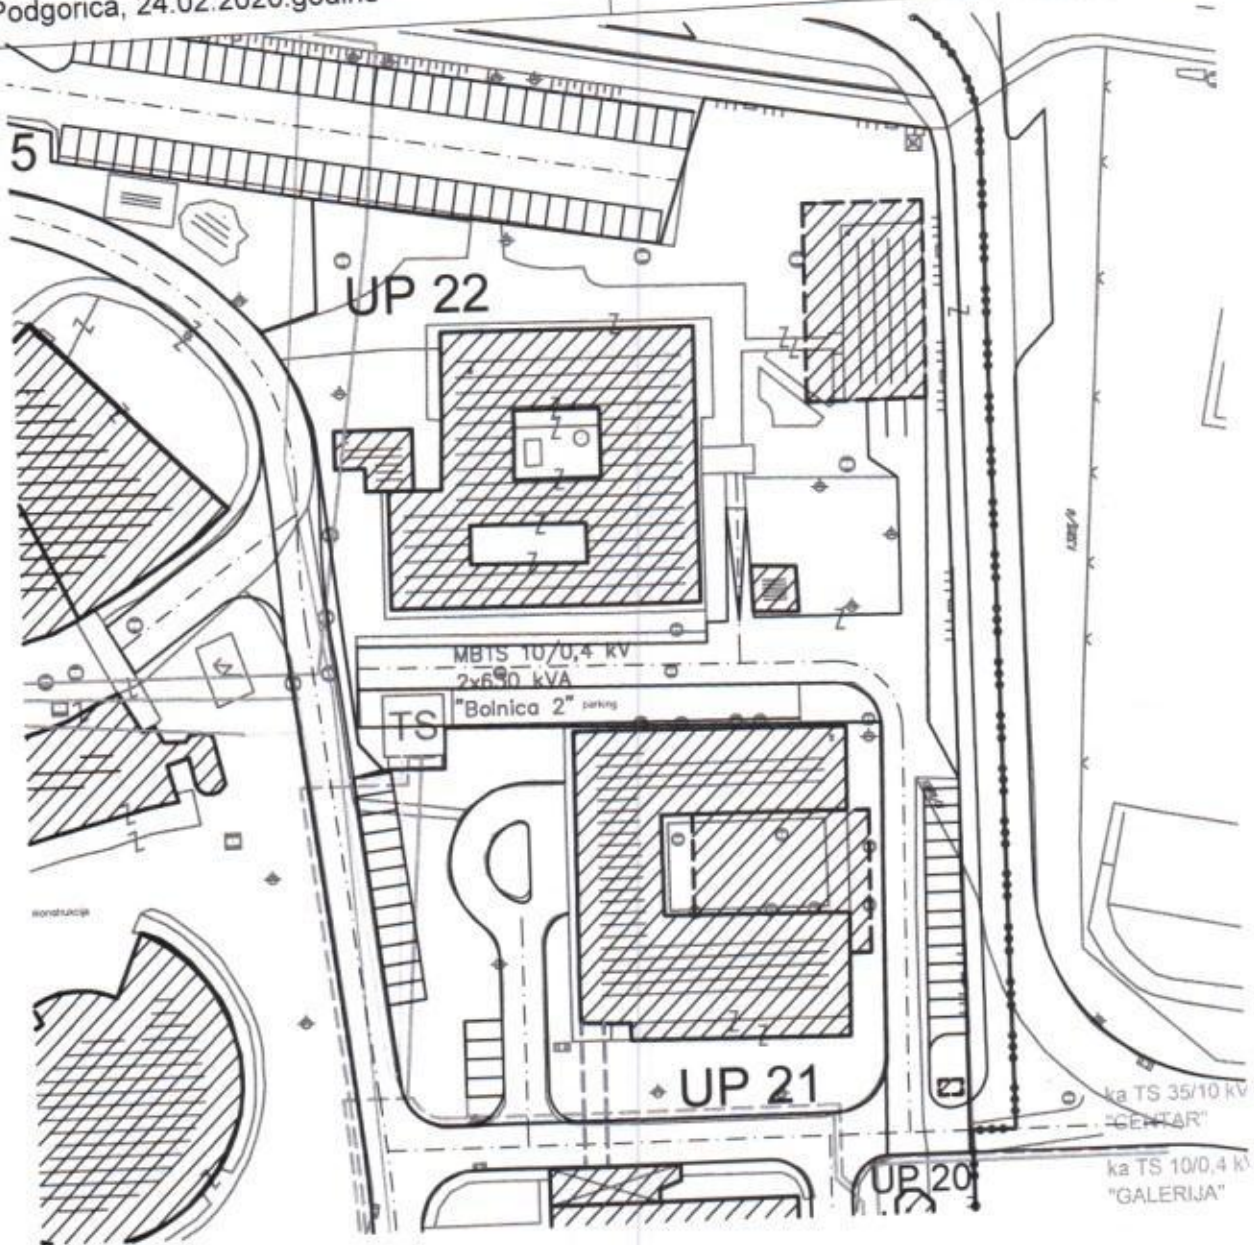 Podgorica, 24.02.2020.godine
5
UP 22
MBTS 10/0,4 kV
2x630 kVA
"Bolnica 2" parking
TS
UP 21
ka TS 35/10 kV
"CENTAR"
UP 20
ka TS 10/0,4 kV
"GALERIJA"